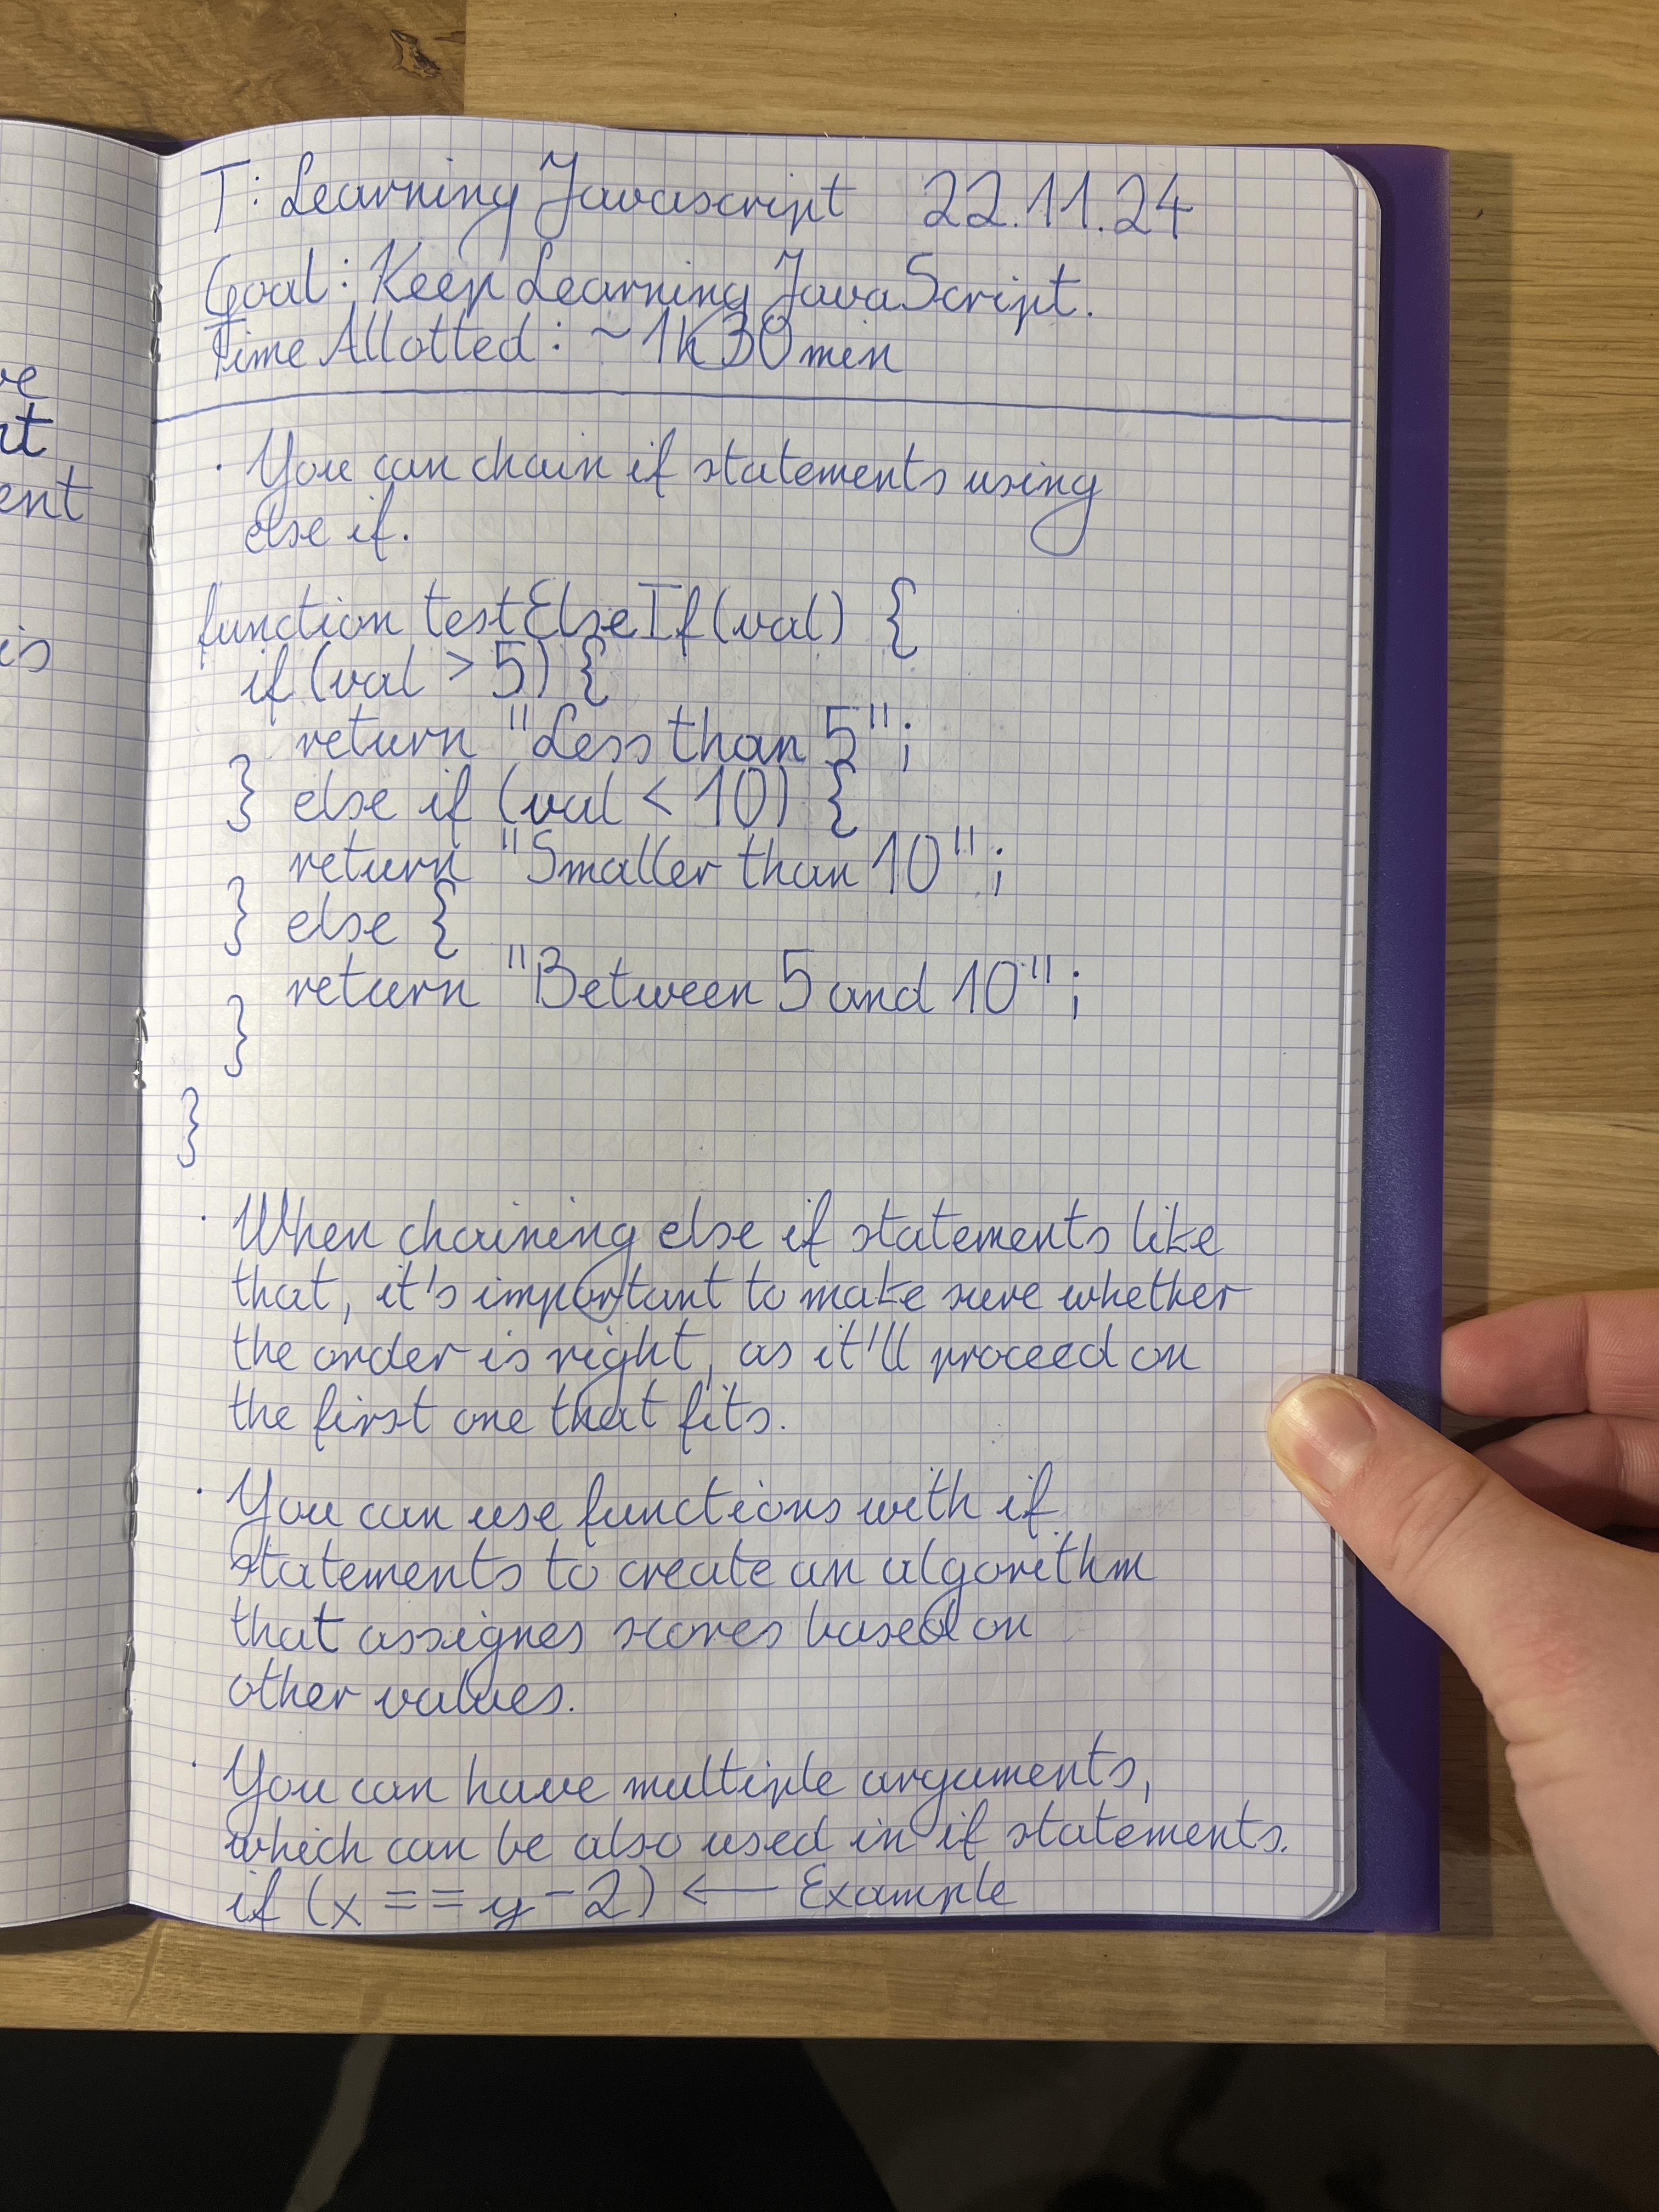 ve
nt
ent
is
T: Learning Javascript 22.11.24
Goal: Keep Learning JavaScript.
Time Allotted: ~1h30min
· You can chain if statements using
else if.
function testElseIf(val) {
if (val > 5) {
return "Less than 5";
} else if (val < 10) {
return "Smaller than 10";
} else {
return "Between 5 and 10";
}
}
· When chaining else if statements like
that, it's important to make sure whether
the order is right, as it'll proceed on
the first one that fits.
· You can use functions with if
statements to create an algorithm
that assignes scores based on
other values.
· You can have multiple arguments,
which can be also used in if statements.
if (x == y - 2) ← Example